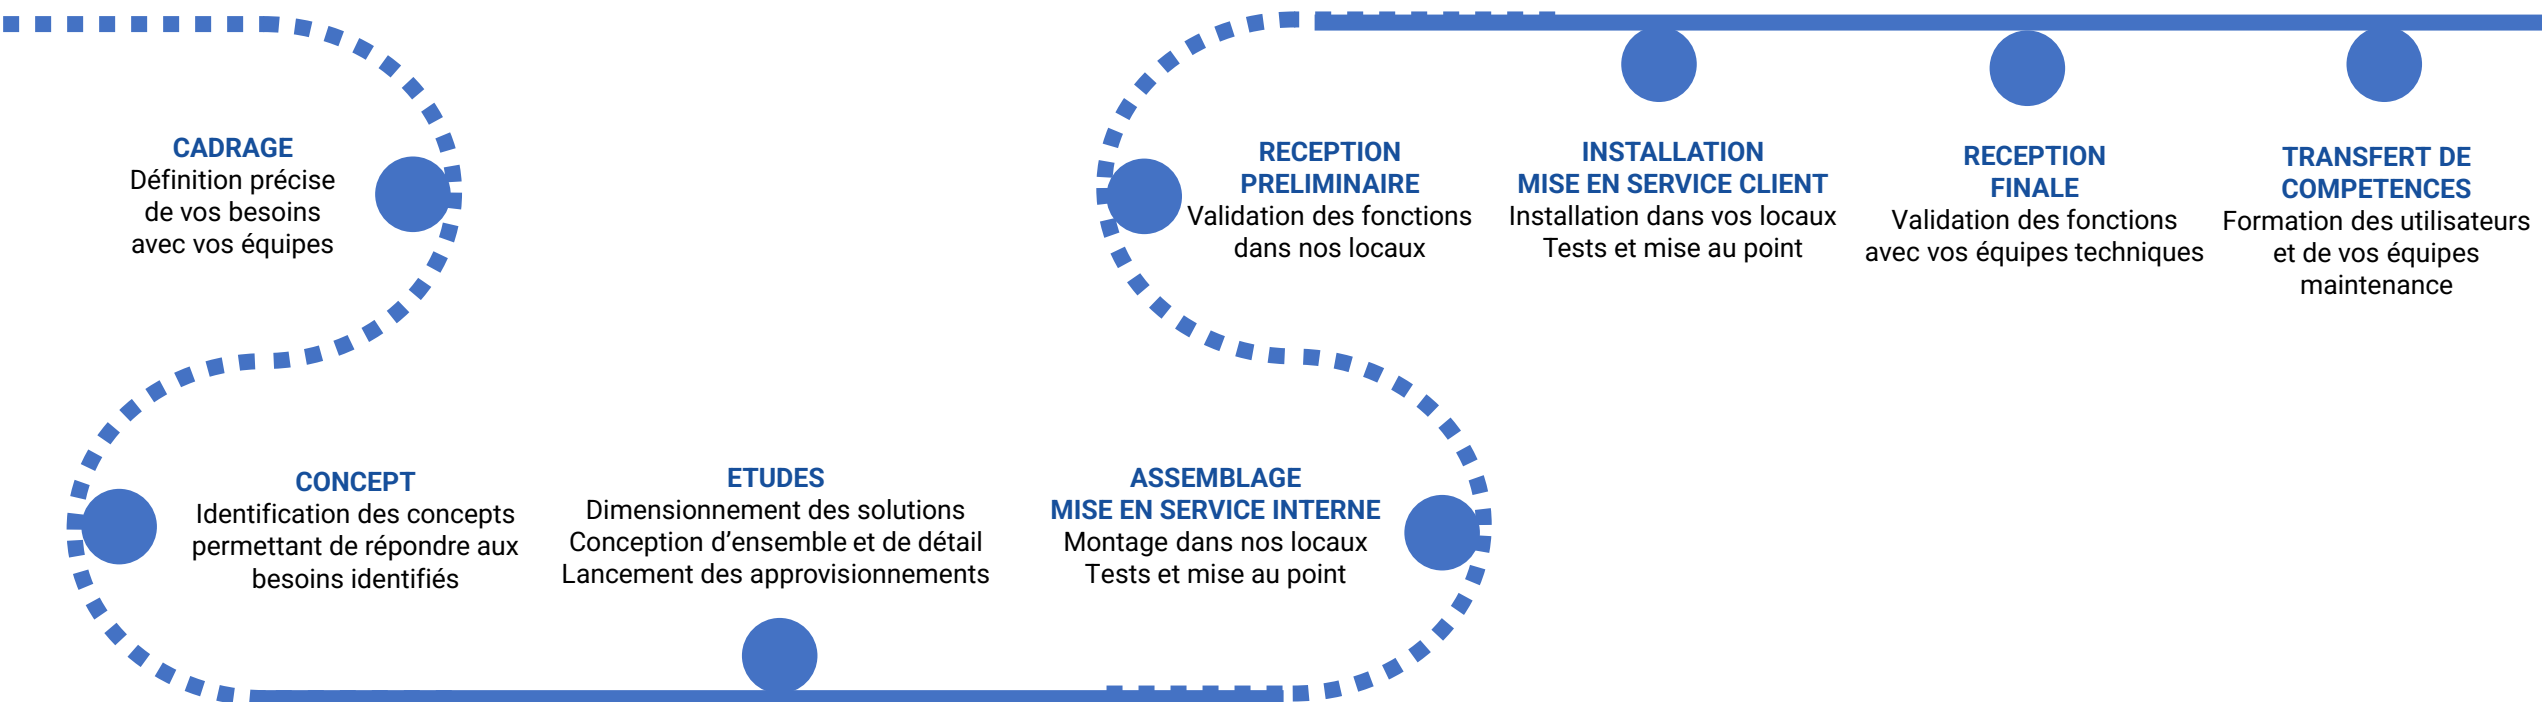 CADRAGE
Définition précise
de vos besoins
avec vos équipes
CONCEPT
Identification des concepts
permettant de répondre aux
besoins identifiés
ETUDES
Dimensionnement des solutions
Conception d’ensemble et de détail
Lancement des approvisionnements
ASSEMBLAGE
MISE EN SERVICE INTERNE
Montage dans nos locaux
Tests et mise au point
RECEPTION
PRELIMINAIRE
Validation des fonctions
dans nos locaux
INSTALLATION
MISE EN SERVICE CLIENT
Installation dans vos locaux
Tests et mise au point
RECEPTION
FINALE
Validation des fonctions
avec vos équipes techniques
TRANSFERT DE
COMPETENCES
Formation des utilisateurs
et de vos équipes
maintenance